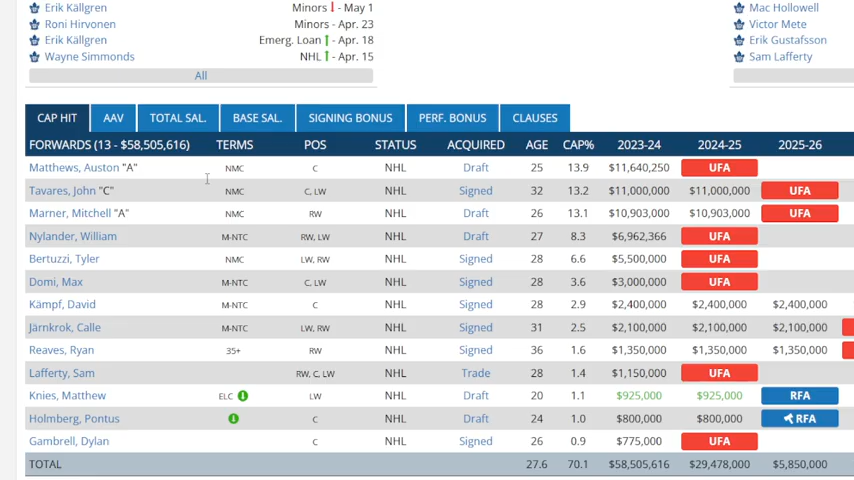 Erik Källgren Minors - May 1
Roni Hirvonen Minors - Apr. 23
Erik Källgren Emerg. Loan - Apr. 18
Wayne Simmonds NHL - Apr. 15
All
Mac Hollowell
Victor Mete
Erik Gustafsson
Sam Lafferty
CAP HIT AAV TOTAL SAL. BASE SAL. SIGNING BONUS PERF. BONUS CLAUSES
FORWARDS (13 - $58,505,616) TERMS POS STATUS ACQUIRED AGE CAP% 2023-24 2024-25 2025-26
Matthews, Auston "A" NMC C NHL Draft 25 13.9 $11,640,250 UFA
Tavares, John "C" NMC C, LW NHL Signed 32 13.2 $11,000,000 $11,000,000 UFA
Marner, Mitchell "A" NMC RW NHL Draft 26 13.1 $10,903,000 $10,903,000 UFA
Nylander, William M-NTC RW, LW NHL Draft 27 8.3 $6,962,366 UFA
Bertuzzi, Tyler NMC LW, RW NHL Signed 28 6.6 $5,500,000 UFA
Domi, Max M-NTC C, LW NHL Signed 28 3.6 $3,000,000 UFA
Kämpf, David M-NTC C NHL Signed 28 2.9 $2,400,000 $2,400,000 $2,400,000
Järnkrok, Calle M-NTC LW, RW NHL Signed 31 2.5 $2,100,000 $2,100,000 $2,100,000
Reaves, Ryan 35+ RW NHL Signed 36 1.6 $1,350,000 $1,350,000 $1,350,000
Lafferty, Sam RW, C, LW NHL Trade 28 1.4 $1,150,000 UFA
Knies, Matthew ELC LW NHL Draft 20 1.1 $925,000 $925,000 RFA
Holmberg, Pontus C NHL Draft 24 1.0 $800,000 $800,000 RFA
Gambrell, Dylan C NHL Signed 26 0.9 $775,000 UFA
TOTAL 27.6 70.1 $58,505,616 $29,478,000 $5,850,000